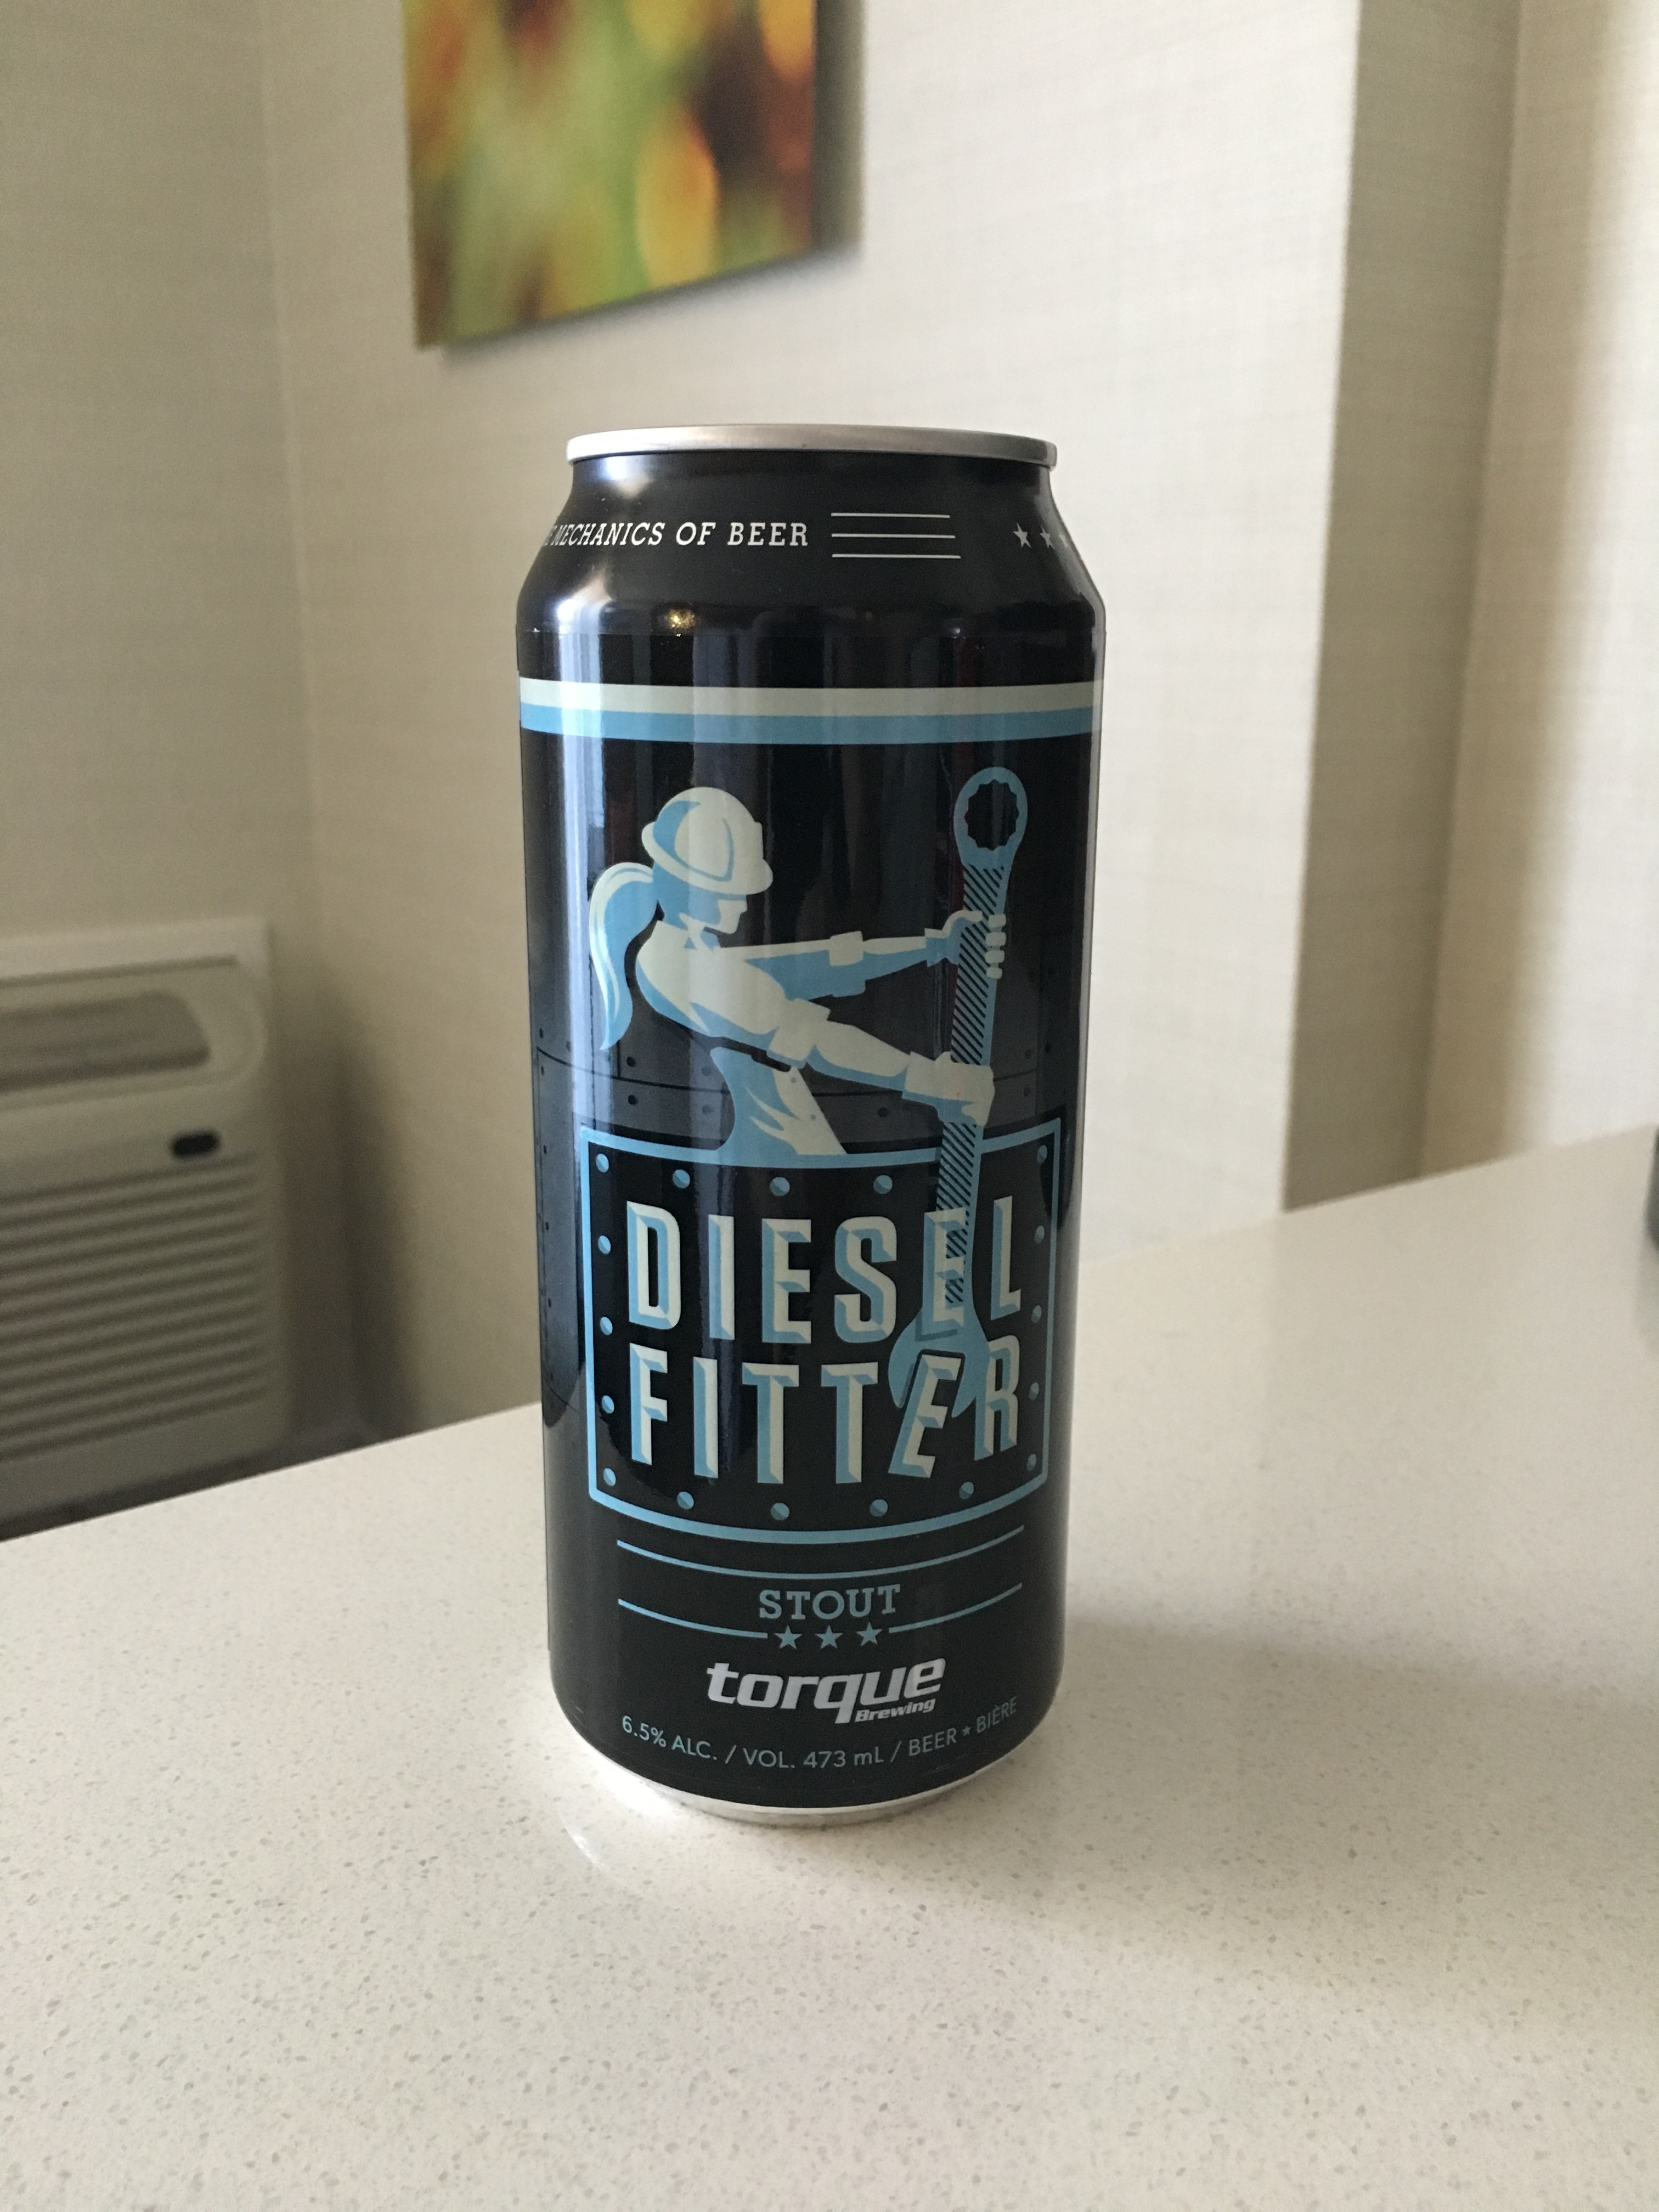 MECHANICS OF BEER
DIESEL
FITTER
STOUT
torque
Brewing
6.5% ALC. / VOL. 473 mL / BEER ★ BIÈRE